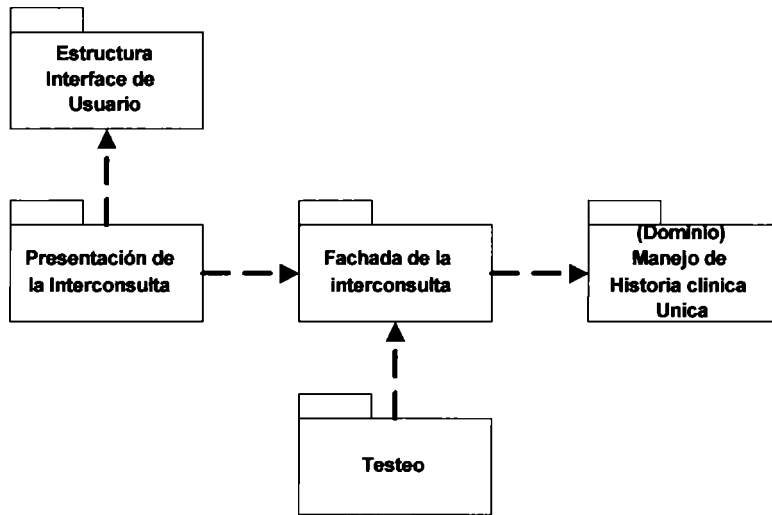 Estructura
Interface de
Usuario
Presentación de
la Interconsulta
Fachada de la
interconsulta
(Dominio)
Manejo de
Historia clinica
Unica
Testeo